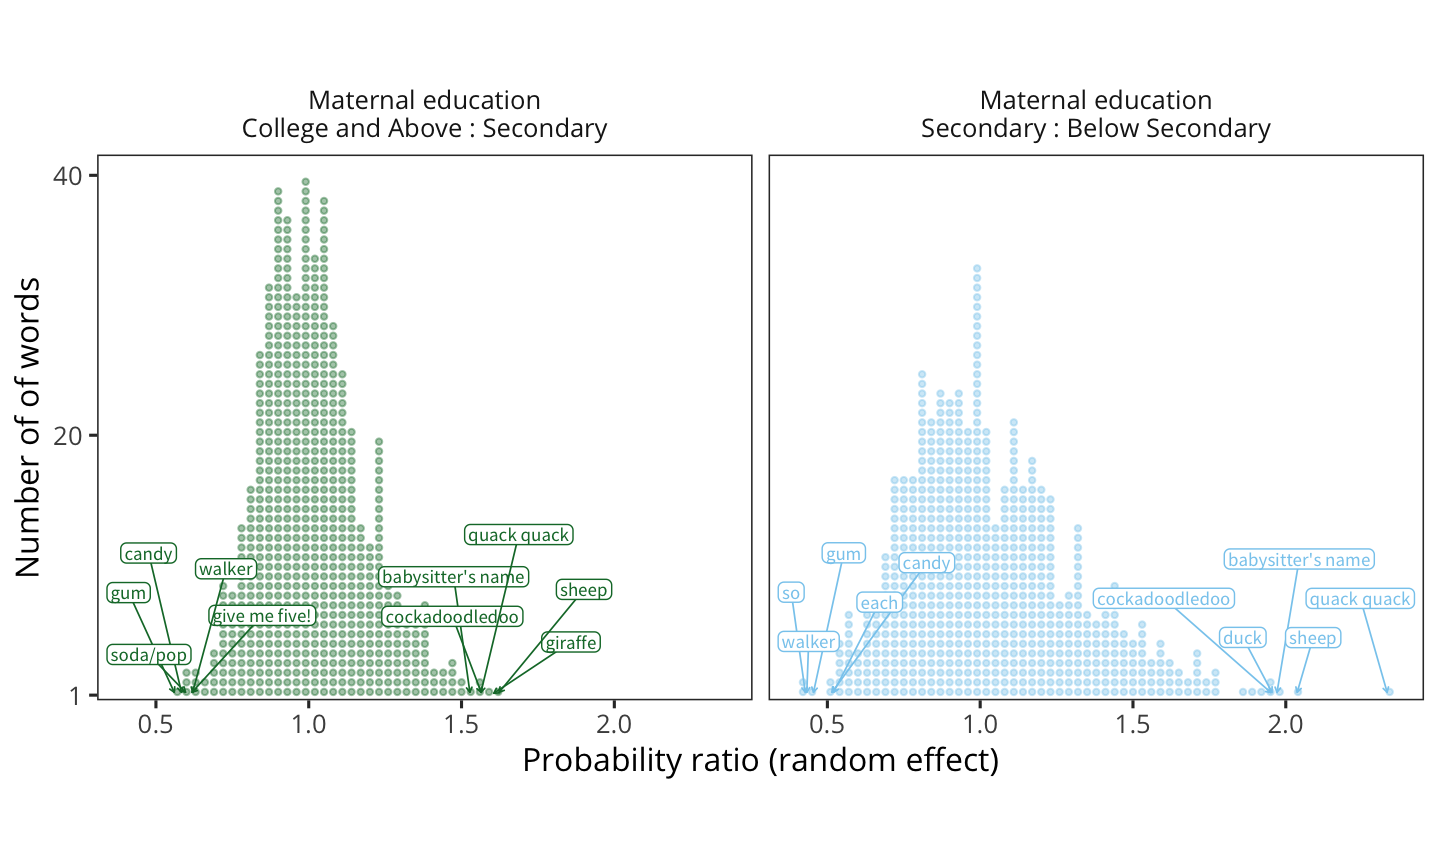 Maternal education
College and Above : Secondary
Maternal education
Secondary : Below Secondary
Number of of words
40
20
1
candy
gum
walker
give me five!
soda/pop
quack quack
babysitter's name
cockadoodledoo
sheep
giraffe
0.5
1.0
1.5
2.0
so
gum
candy
each
walker
babysitter's name
cockadoodledoo
quack quack
duck
sheep
0.5
1.0
1.5
2.0
Probability ratio (random effect)